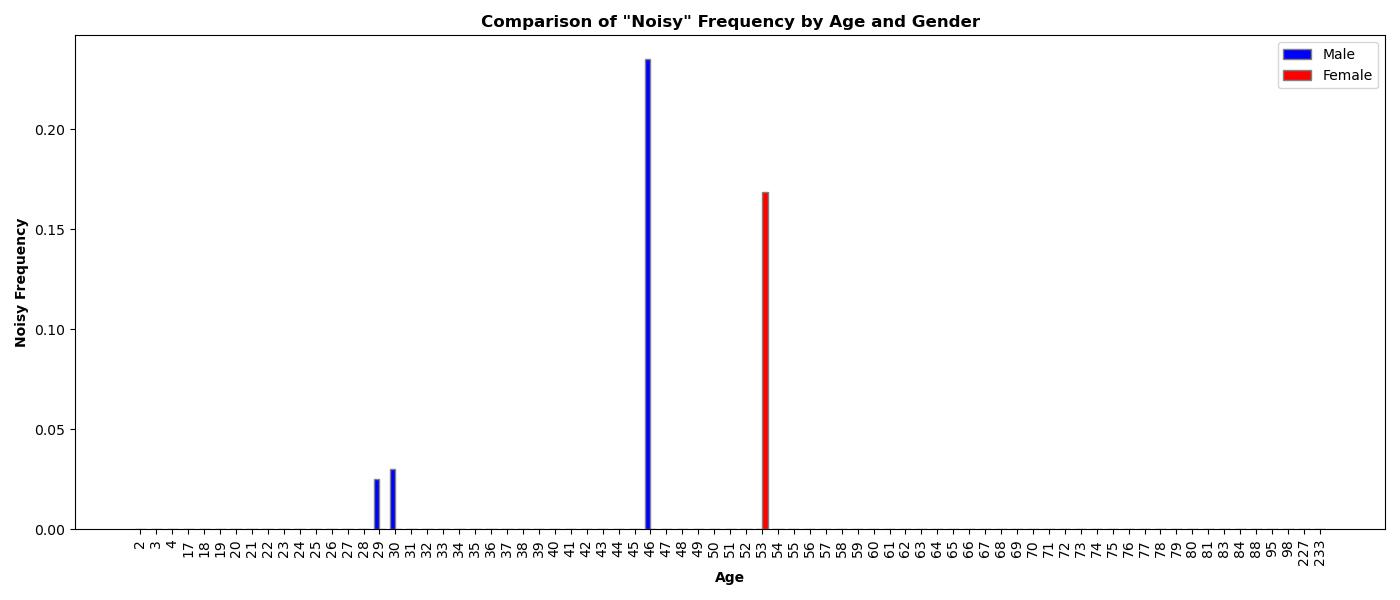 Comparison of "Noisy" Frequency by Age and Gender
Male
Female
0.20
0.15
0.10
0.05
0.00
Noisy Frequency
2 3 4 17 18 19 20 21 22 23 24 25 26 27 28 29 30 31 32 33 34 35 36 37 38 39 40 41 42 43 44 45 46 47 48 49 50 51 52 53 54 55 56 57 58 59 60 61 62 63 64 65 66 67 68 69 70 71 72 73 74 75 76 77 78 79 80 81 83 84 88 95 98 227 233
Age